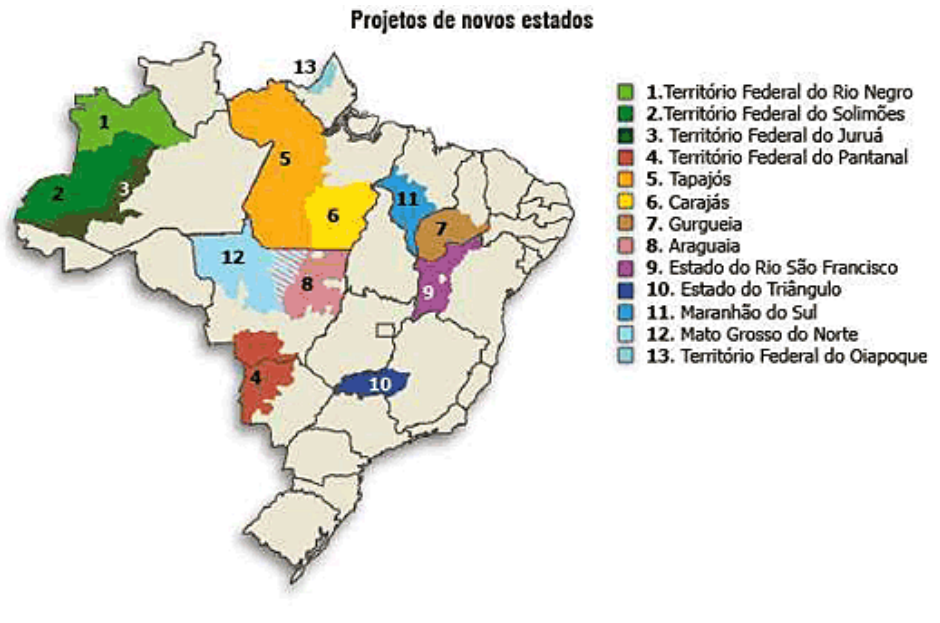 Projetos de novos estados
13
1
5
3
2
11
6
7
12
8
9
4
10
1.Território Federal do Rio Negro
2.Território Federal do Solimões
3. Território Federal do Juruá
4. Território Federal do Pantanal
5. Tapajós
6. Carajás
7. Gurgueia
8. Araguaia
9. Estado do Rio São Francisco
10. Estado do Triângulo
11. Maranhão do Sul
12. Mato Grosso do Norte
13. Território Federal do Oiapoque